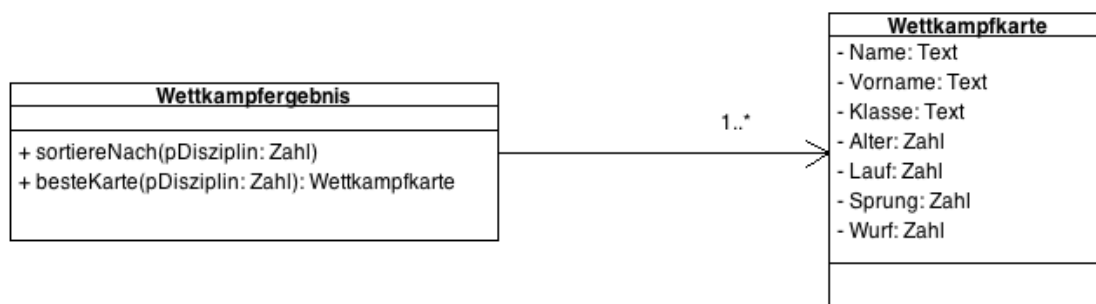 Wettkampfergebnis
+ sortiereNach(pDisziplin: Zahl)
+ besteKarte(pDisziplin: Zahl): Wettkampfkarte
1..*
Wettkampfkarte
- Name: Text
- Vorname: Text
- Klasse: Text
- Alter: Zahl
- Lauf: Zahl
- Sprung: Zahl
- Wurf: Zahl